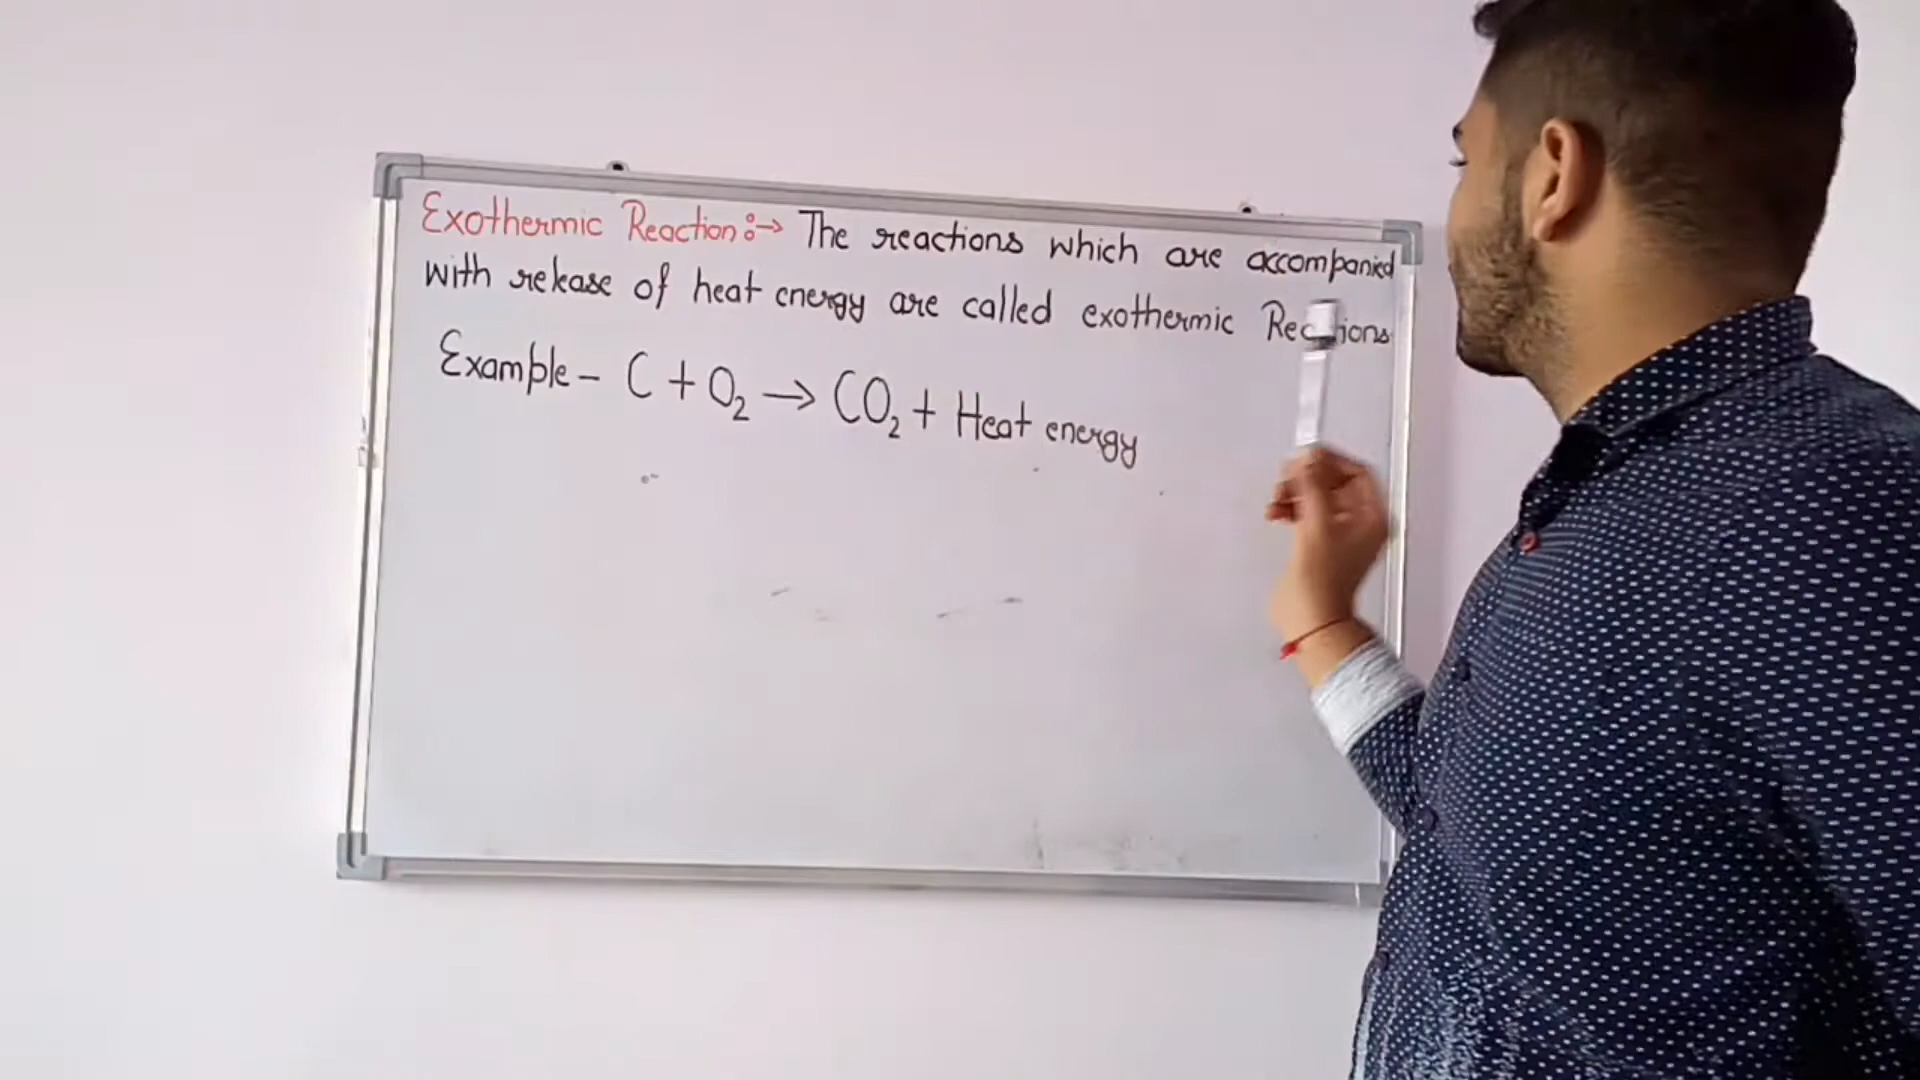 Exothermic Reaction:→ The reactions which are accompanied
with release of heat energy are called exothermic Reactions.
Example - C + O₂ → CO₂ + Heat energy